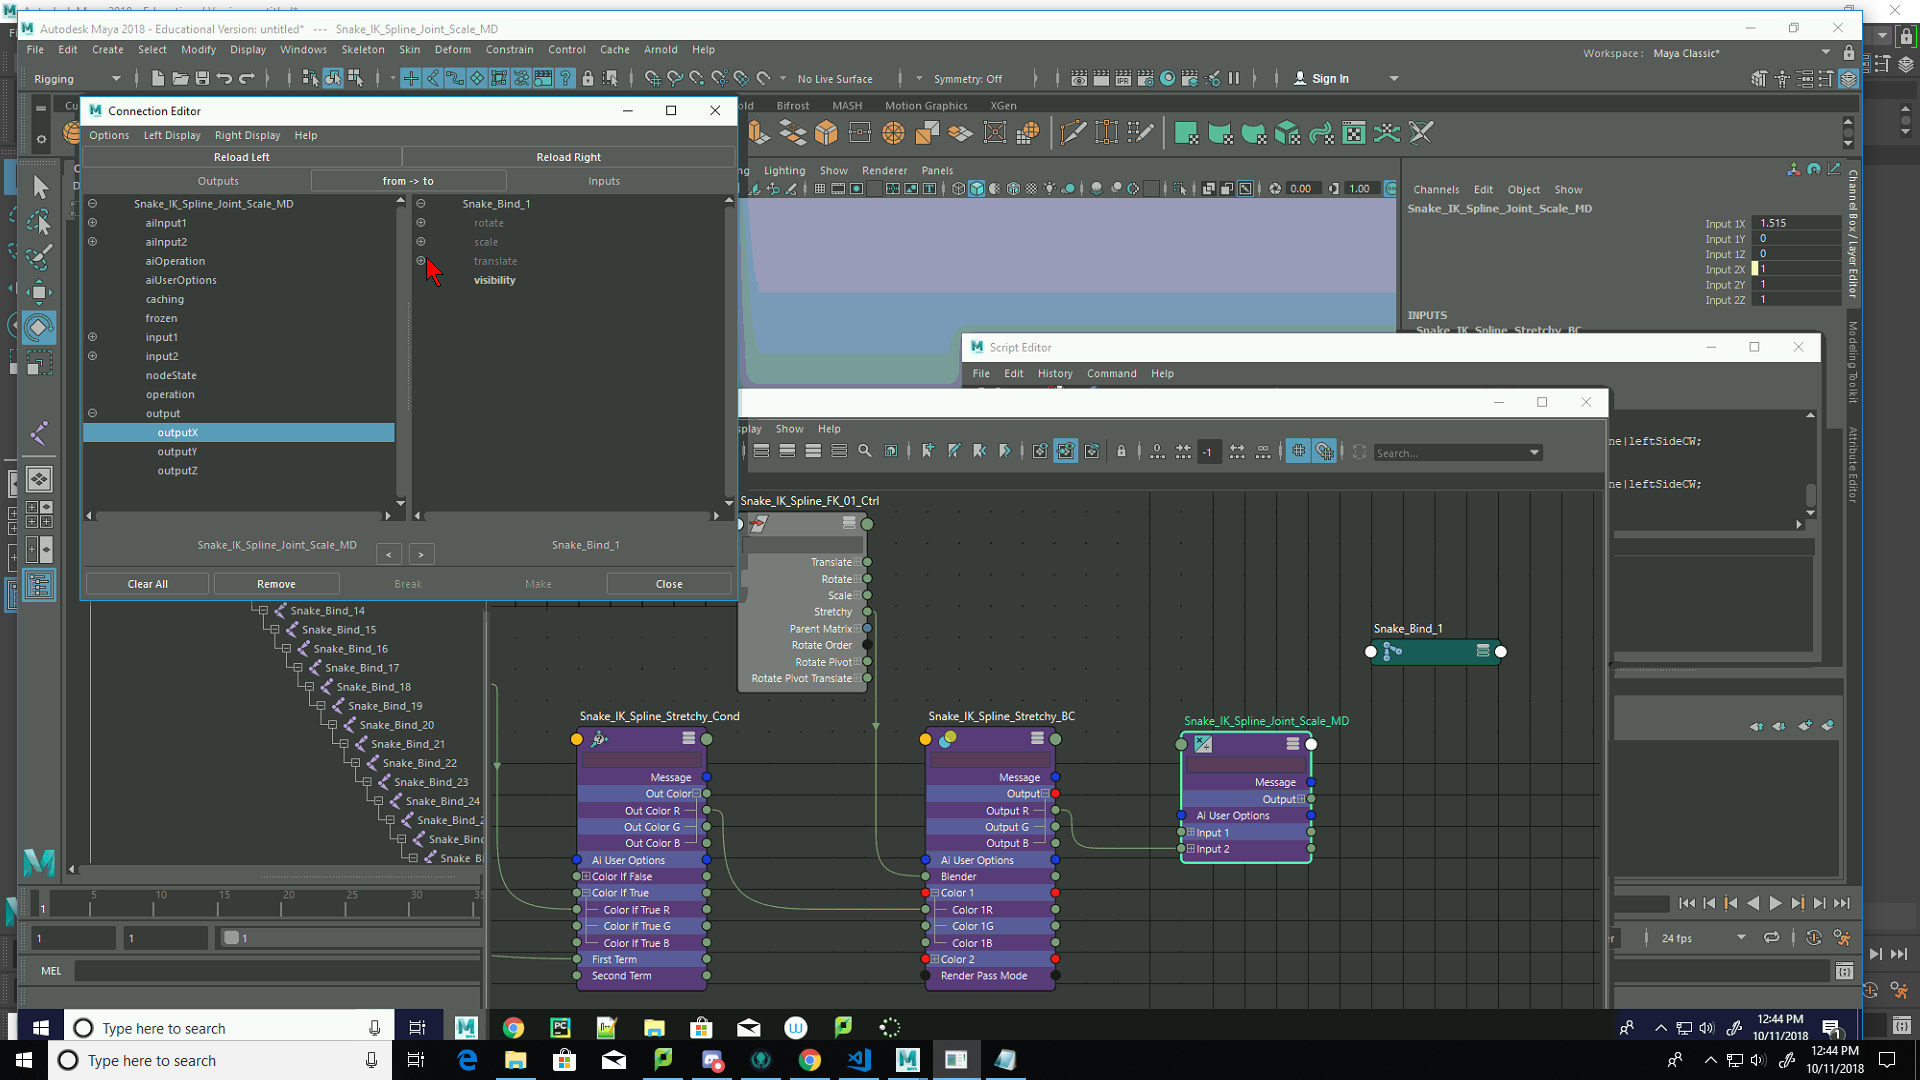 Autodesk Maya 2018 - Educational Version: untitled* --- Snake_IK_Spline_Joint_Scale_MD
File Edit Create Select Modify Display Windows Skeleton Skin Deform Constrain Control Cache Arnold Help
Workspace : Maya Classic*
Rigging
No Live Surface
Symmetry: Off
Sign In
Connection Editor
Bifrost MASH Motion Graphics XGen
Options Left Display Right Display Help
Reload Left
Reload Right
Lighting Show Renderer Panels
Outputs
from -> to
Inputs
0.00
1.00
Channels Edit Object Show
Snake_IK_Spline_Joint_Scale_MD
Input 1X 1.515
Input 1Y 0
Input 1Z 0
Input 2X 1
Input 2Y 1
Input 2Z 1
INPUTS
Snake_IK_Spline_Stretchy_BC
Channel Box / Layer Editor
Modeling Toolkit
Attribute Editor
Snake_IK_Spline_Joint_Scale_MD
aiInput1
aiInput2
aiOperation
aiUserOptions
caching
frozen
input1
input2
nodeState
operation
output
outputX
outputY
outputZ
Snake_Bind_1
rotate
scale
translate
visibility
Snake_IK_Spline_Joint_Scale_MD
<
>
Snake_Bind_1
Clear All
Remove
Break
Make
Close
Script Editor
File Edit History Command Help
ne|leftSideCW;
ne|leftSideCW;
play Show Help
-1
Search...
Snake_IK_Spline_FK_01_Ctrl
Translate
Rotate
Scale
Stretchy
Parent Matrix
Rotate Order
Rotate Pivot
Rotate Pivot Translate
Snake_Bind_1
Snake_Bind_14
Snake_Bind_15
Snake_Bind_16
Snake_Bind_17
Snake_Bind_18
Snake_Bind_19
Snake_Bind_20
Snake_Bind_21
Snake_Bind_22
Snake_Bind_23
Snake_Bind_24
Snake_Bind_2
Snake_Bin
Snake_B
Snake_IK_Spline_Stretchy_Cond
Message
Out Color
Out Color R
Out Color G
Out Color B
Ai User Options
Color If False
Color If True
Color If True R
Color If True G
Color If True B
First Term
Second Term
Snake_IK_Spline_Stretchy_BC
Message
Output
Output R
Output G
Output B
Ai User Options
Blender
Color 1
Color 1R
Color 1G
Color 1B
Color 2
Render Pass Mode
Snake_IK_Spline_Joint_Scale_MD
Message
Output
Ai User Options
Input 1
Input 2
1 5 10 15 20 25 30 35
1
1
1
24 fps
MEL
Type here to search
12:44 PM
10/11/2018
Type here to search
12:44 PM
10/11/2018